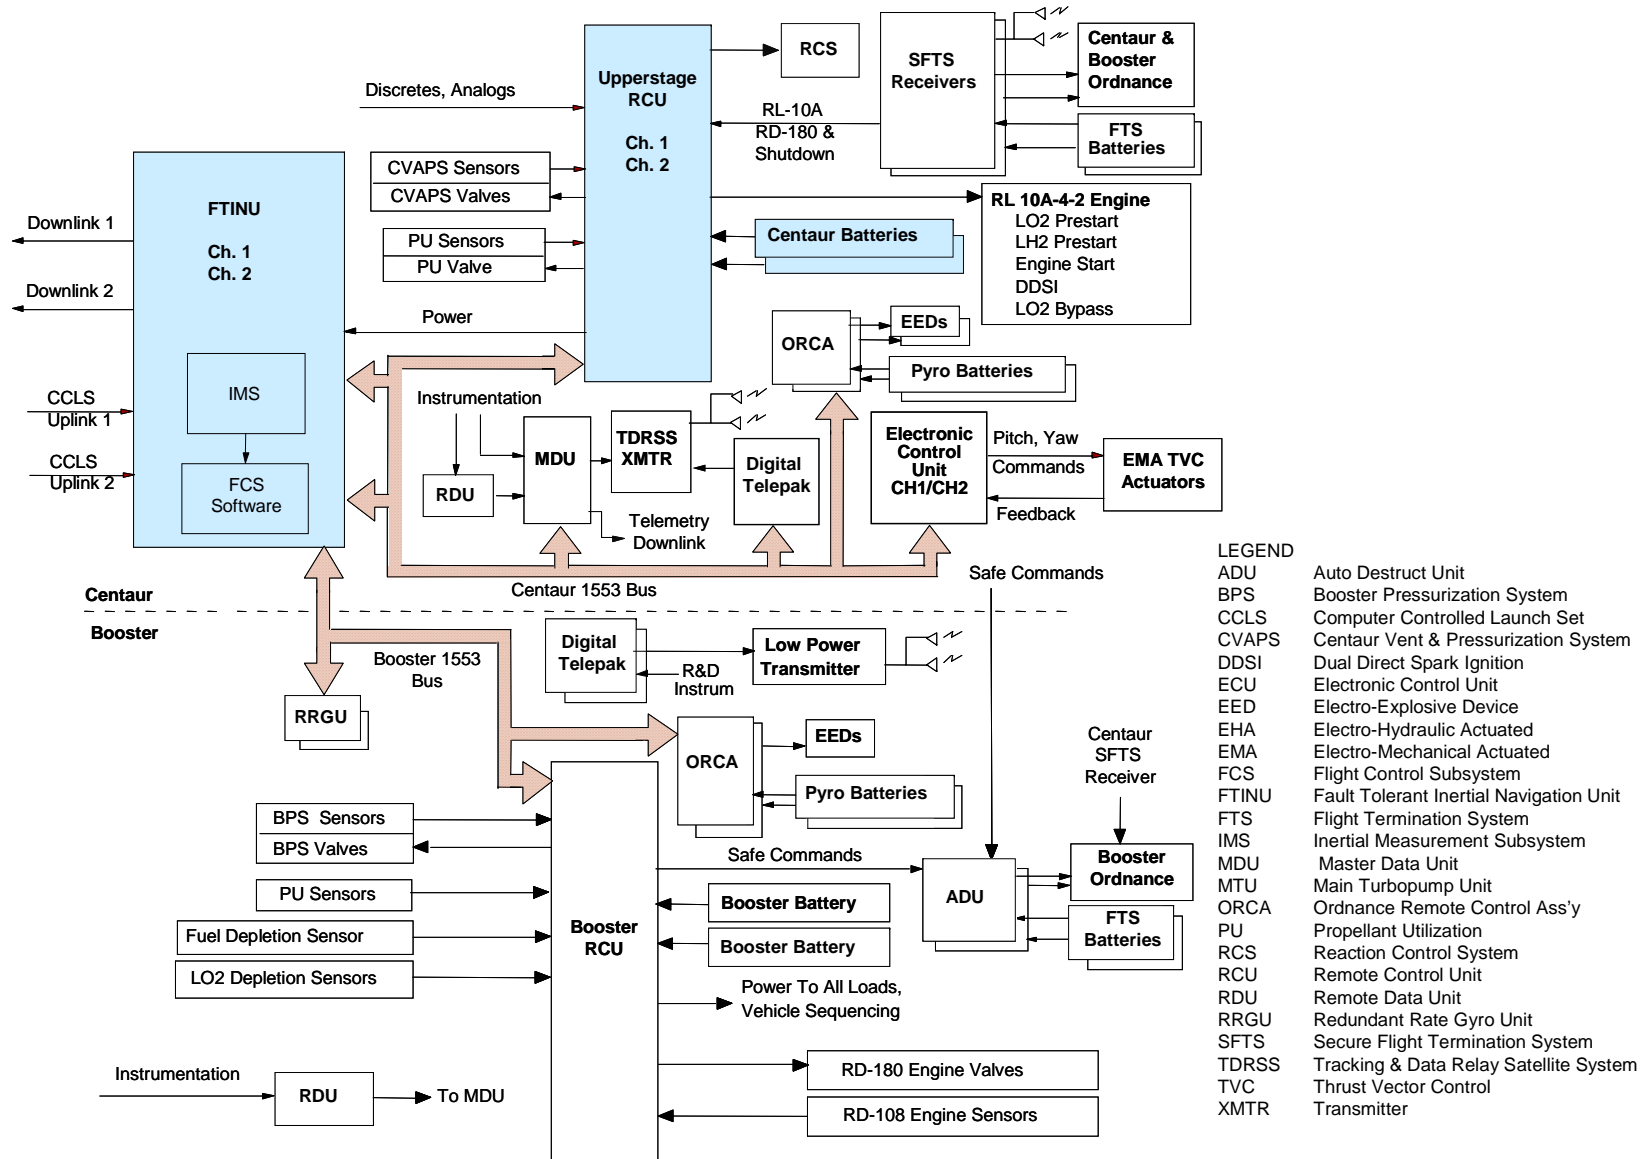 RCS
SFTS
Receivers
Centaur &
Booster
Ordnance
Upperstage
RCU
Ch. 1
Ch. 2
Discretes, Analogs
RL-10A
RD-180 &
Shutdown
FTS
Batteries
CVAPS Sensors
CVAPS Valves
RL 10A-4-2 Engine
LO2 Prestart
LH2 Prestart
Engine Start
DDSI
LO2 Bypass
FTINU
Ch. 1
Ch. 2
Downlink 1
Downlink 2
PU Sensors
PU Valve
Centaur Batteries
Power
ORCA
EEDs
Pyro Batteries
IMS
FCS
Software
CCLS
Uplink 1
CCLS
Uplink 2
Instrumentation
RDU
MDU
TDRSS
XMTR
Digital
Telepak
Telemetry
Downlink
Electronic
Control
Unit
CH1/CH2
Pitch, Yaw
Commands
Feedback
EMA TVC
Actuators
Centaur 1553 Bus
Safe Commands
Centaur
Booster
Booster 1553
Bus
RRGU
Digital
Telepak
R&D
Instrum
Low Power
Transmitter
ORCA
EEDs
Pyro Batteries
Centaur
SFTS
Receiver
BPS  Sensors
BPS Valves
PU Sensors
Fuel Depletion Sensor
LO2 Depletion Sensors
Booster
RCU
Safe Commands
Booster Battery
Booster Battery
ADU
Booster
Ordnance
FTS
Batteries
Power To All Loads,
Vehicle Sequencing
RD-180 Engine Valves
RD-108 Engine Sensors
Instrumentation
RDU
To MDU
LEGEND
ADU Auto Destruct Unit
BPS Booster Pressurization System
CCLS Computer Controlled Launch Set
CVAPS Centaur Vent & Pressurization System
DDSI Dual Direct Spark Ignition
ECU Electronic Control Unit
EED Electro-Explosive Device
EHA Electro-Hydraulic Actuated
EMA Electro-Mechanical Actuated
FCS Flight Control Subsystem
FTINU Fault Tolerant Inertial Navigation Unit
FTS Flight Termination System
IMS Inertial Measurement Subsystem
MDU Master Data Unit
MTU Main Turbopump Unit
ORCA Ordnance Remote Control Ass'y
PU Propellant Utilization
RCS Reaction Control System
RCU Remote Control Unit
RDU Remote Data Unit
RRGU Redundant Rate Gyro Unit
SFTS Secure Flight Termination System
TDRSS Tracking & Data Relay Satellite System
TVC Thrust Vector Control
XMTR Transmitter